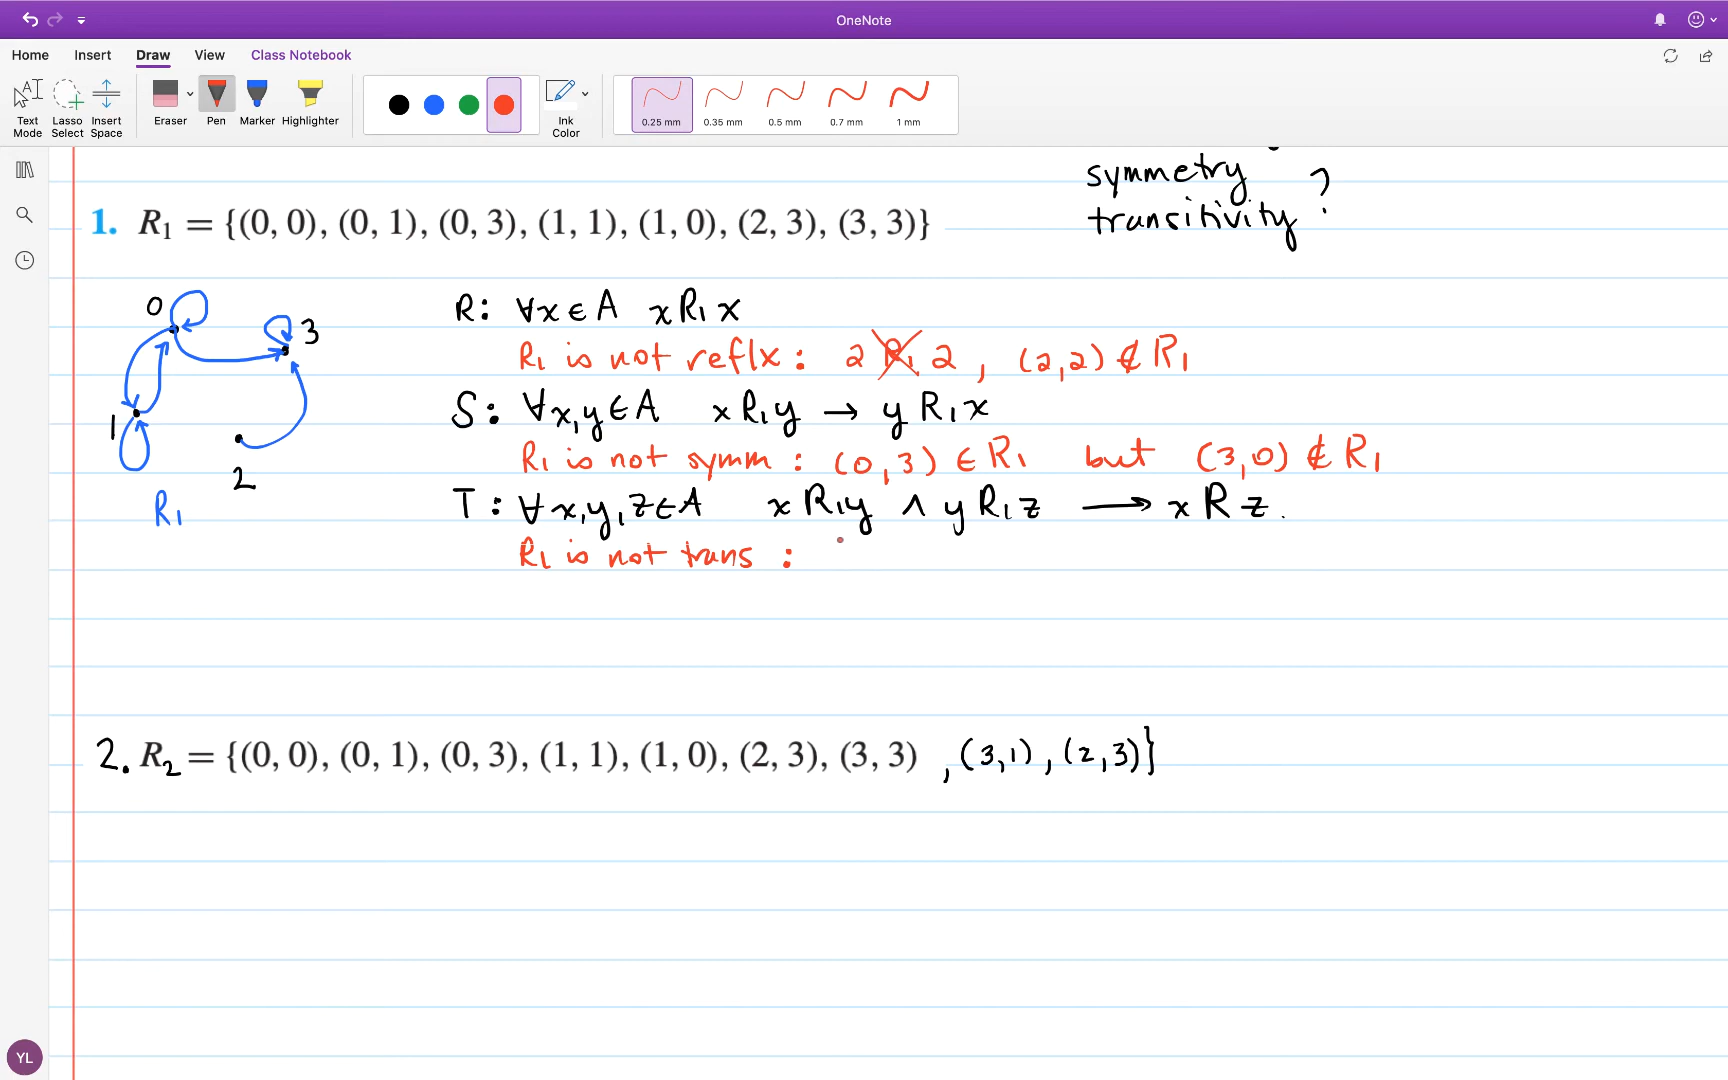 OneNote
Home Insert Draw View Class Notebook
Text Mode
Lasso Select
Insert Space
Eraser
Pen
Marker
Highlighter
Ink Color
0.25 mm
0.35 mm
0.5 mm
0.7 mm
1 mm
symmetry
transitivity ?
1. R₁ = {(0, 0), (0, 1), (0, 3), (1, 1), (1, 0), (2, 3), (3, 3)}
0
3
1
2
R₁
R: ∀x∈A xR₁x
R₁ is not reflx: 2 R̸₁ 2, (2,2) ∉ R₁
S: ∀x,y∈A xR₁y → yR₁x
R₁ is not symm: (0,3) ∈ R₁ but (3,0) ∉ R₁
T: ∀x,y,z∈A xR₁y ∧ yR₁z ⟶ xRz.
R₁ is not trans :
2. R₂ = {(0, 0), (0, 1), (0, 3), (1, 1), (1, 0), (2, 3), (3, 3) , (3,1), (2,3)}
YL